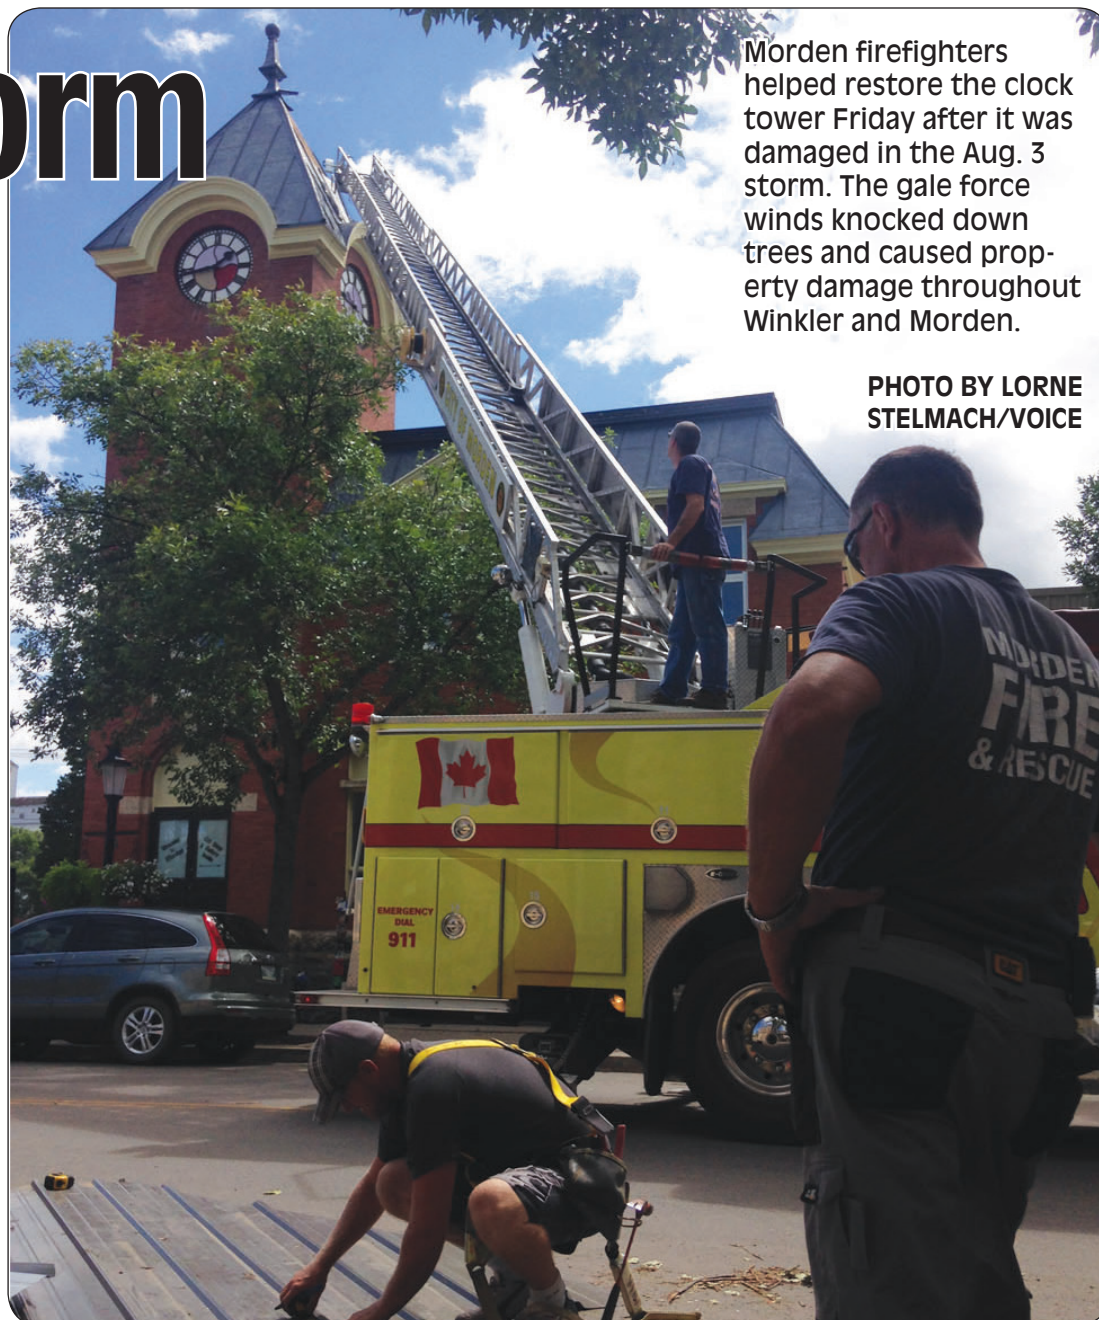 orm
Morden firefighters
helped restore the clock
tower Friday after it was
damaged in the Aug. 3
storm. The gale force
winds knocked down
trees and caused prop-
erty damage throughout
Winkler and Morden.
PHOTO BY LORNE
STELMACH/VOICE
MORDEN
FIRE
& RESCUE
EMERGENCY
DIAL
911